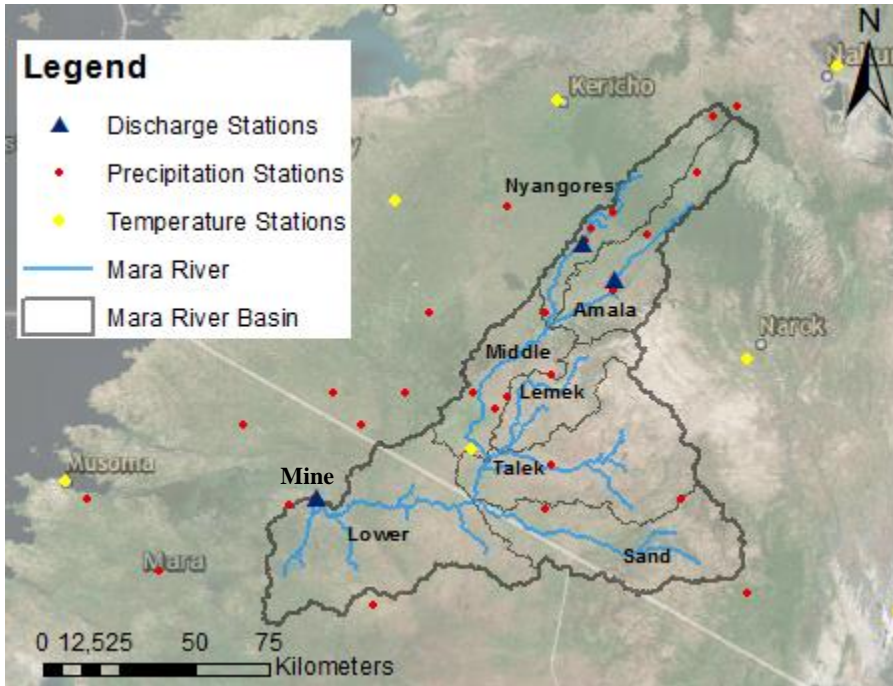 N
Nakur
Kericho
Legend
Discharge Stations
Precipitation Stations
Temperature Stations
Mara River
Mara River Basin
Nyangores
Amala
Narok
Middle
Lemek
Musoma
Mine
Talek
Lower
Sand
Mara
0 12,525 50 75
Kilometers